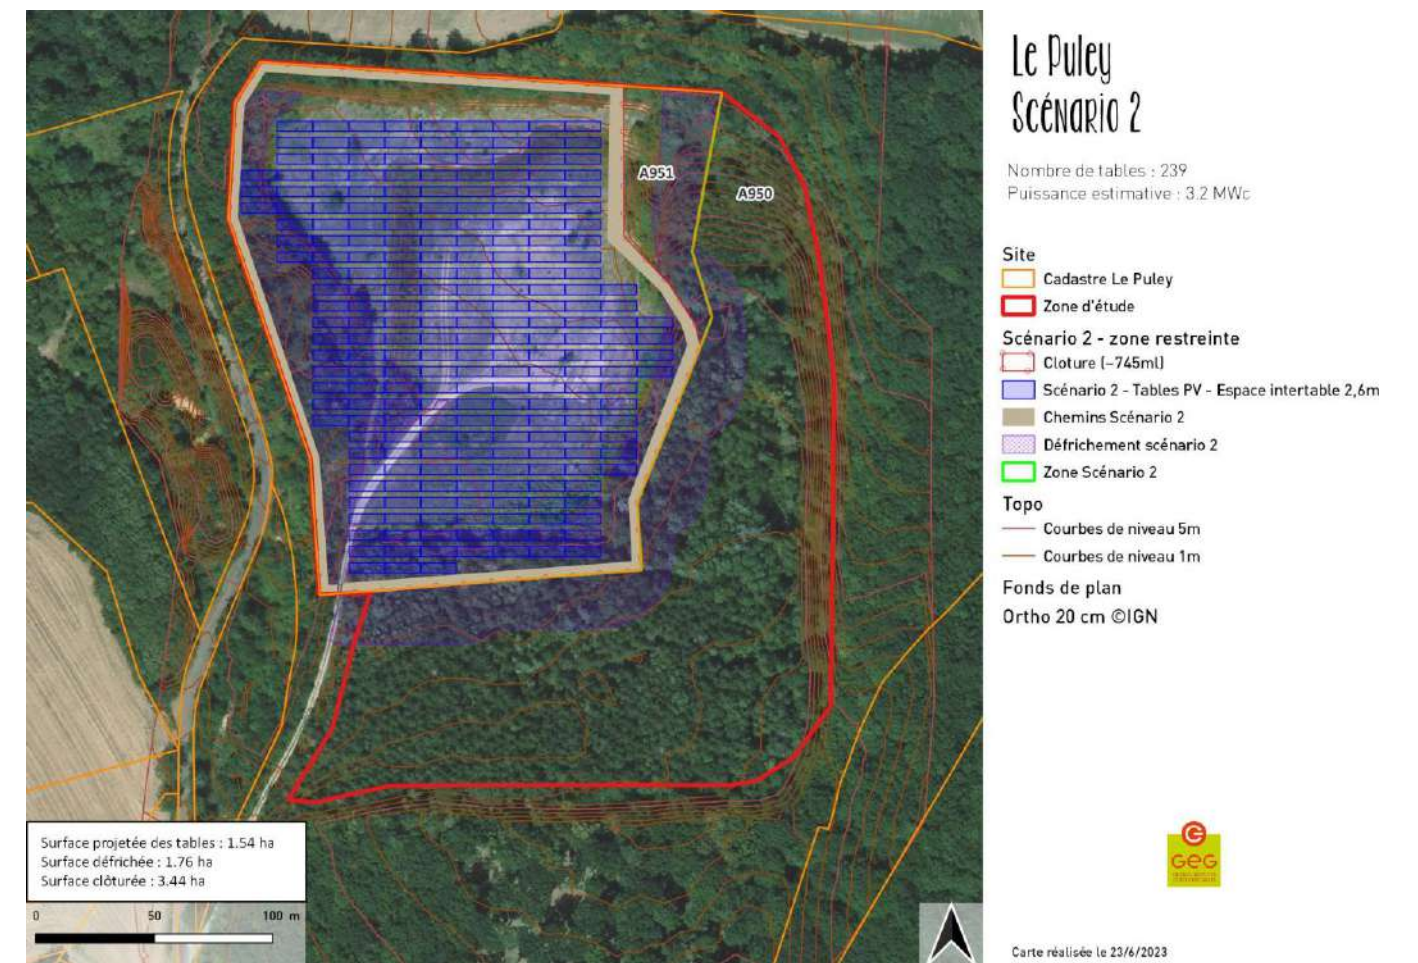 Le Puley
Scénario 2
Nombre de tables : 239
Puissance estimative : 3.2 MWc
Site
Cadastre Le Puley
Zone d'étude
Scénario 2 - zone restreinte
Cloture (~745ml)
Scénario 2 - Tables PV - Espace intertable 2,6m
Chemins Scénario 2
Défrichement scénario 2
Zone Scénario 2
Topo
Courbes de niveau 5m
Courbes de niveau 1m
Fonds de plan
Ortho 20 cm ©IGN
A951
A950
Surface projetée des tables : 1.54 ha
Surface défrichée : 1.76 ha
Surface clôturée : 3.44 ha
0 50 100 m
GEG
Carte réalisée le 23/6/2023